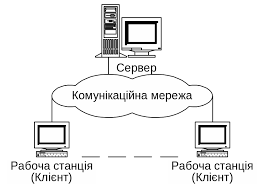 Сервер
Комунікаційна мережа
Рабоча станція
(Клієнт)
Рабоча станція
(Клієнт)